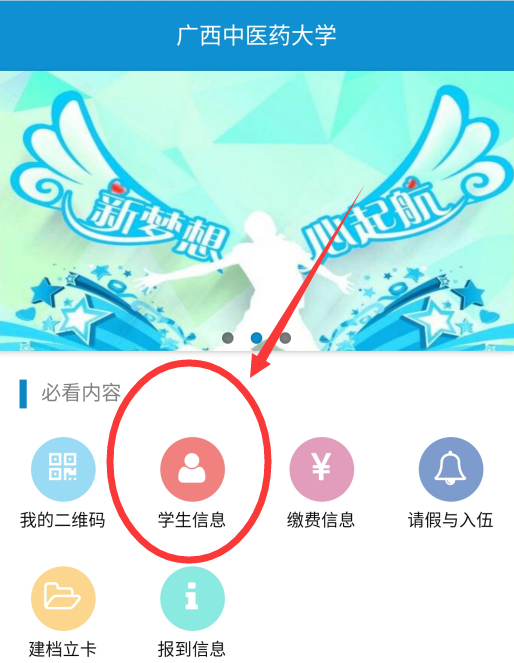 广西中医药大学
新梦想
心起航
必看内容
我的二维码
学生信息
¥
缴费信息
请假与入伍
建档立卡
i
报到信息